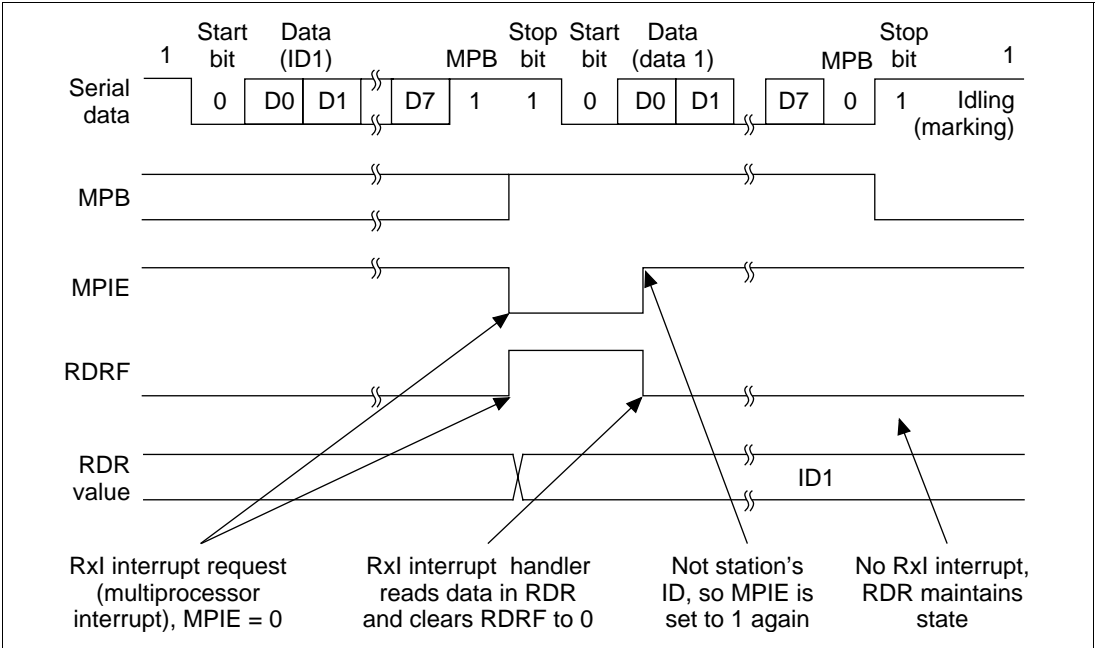 Start Data Stop Start Data Stop
1 bit (ID1) MPB bit bit (data 1) MPB bit 1
Serial data 0 D0 D1 D7 1 1 0 D0 D1 D7 0 1 Idling (marking)
MPB
MPIE
RDRF
RDR
value
ID1
RxI interrupt request
(multiprocessor
interrupt), MPIE = 0
RxI interrupt handler
reads data in RDR
and clears RDRF to 0
Not station's
ID, so MPIE is
set to 1 again
No RxI interrupt,
RDR maintains
state